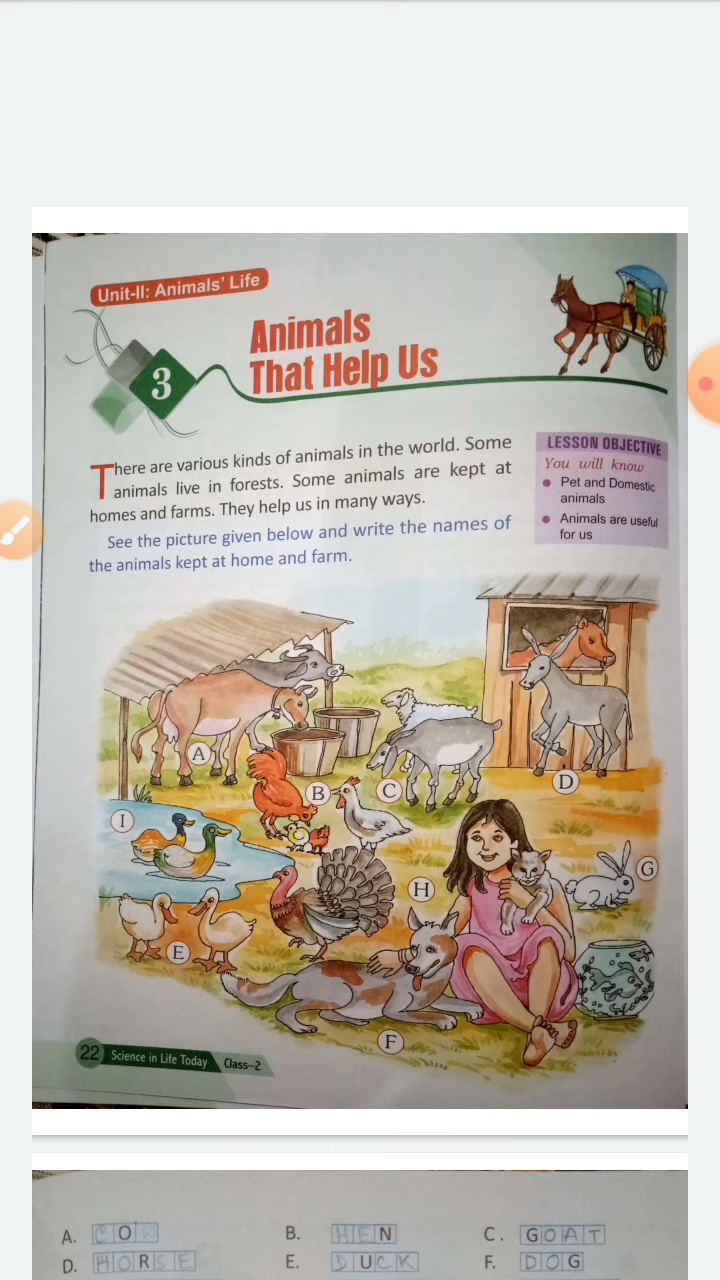 Unit-II: Animals' Life
3
Animals
That Help Us
There are various kinds of animals in the world. Some
animals live in forests. Some animals are kept at
homes and farms. They help us in many ways.
See the picture given below and write the names of
the animals kept at home and farm.
LESSON OBJECTIVE
You will know
• Pet and Domestic
animals
• Animals are useful
for us
A
B
C
D
I
H
G
E
F
22 Science in Life Today Class–2
A. COW B. HEN C. GOAT
D. HORSE E. DUCK F. DOG